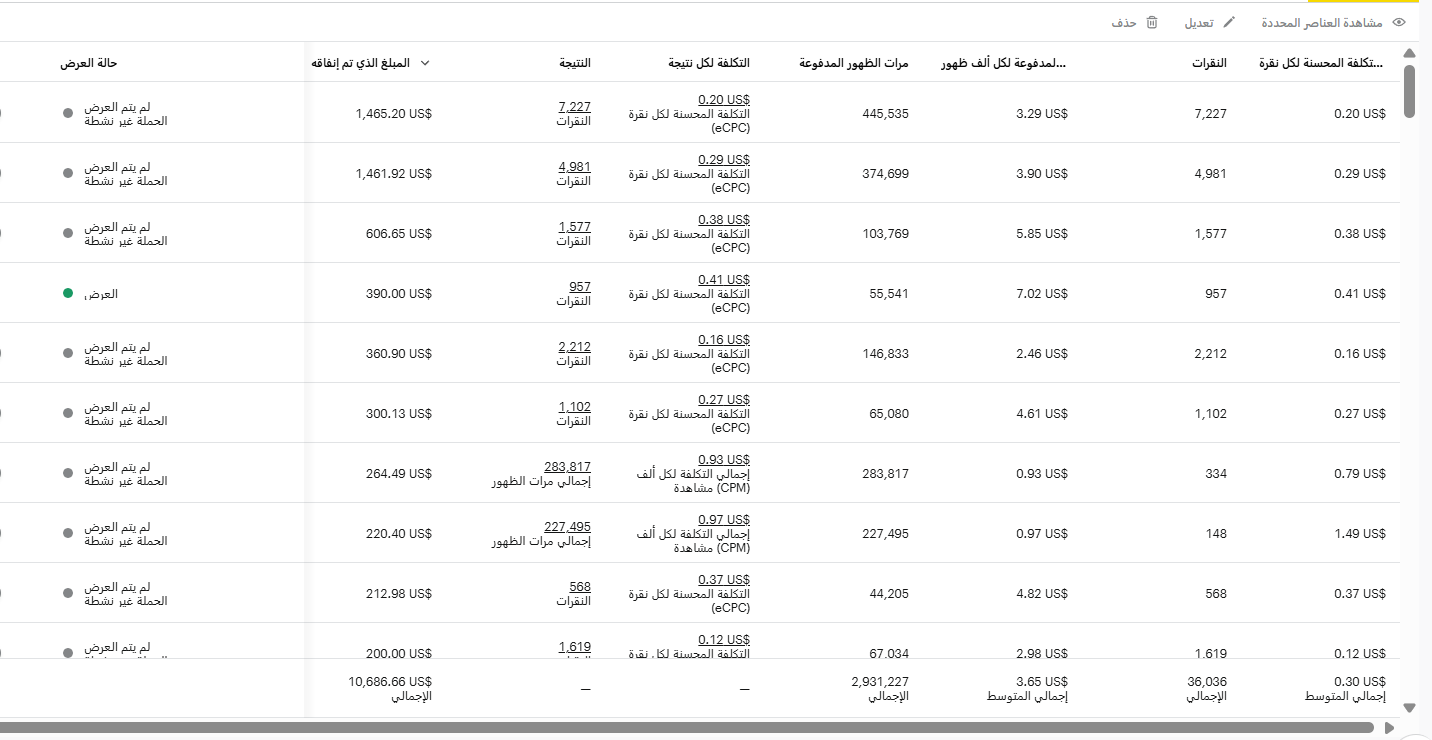 مشاهدة العناصر المحددة
تعديل
حذف
...تكلفة المحسنة لكل نقرة
النقرات
...لمدفوعة لكل ألف ظهور
مرات الظهور المدفوعة
التكلفة لكل نتيجة
النتيجة
المبلغ الذي تم إنفاقه
حالة العرض
0.20 US$
7,227
3.29 US$
445,535
0.20 US$
التكلفة المحسنة لكل نقرة
(eCPC)
7,227
النقرات
1,465.20 US$
لم يتم العرض
الحملة غير نشطة
0.29 US$
4,981
3.90 US$
374,699
0.29 US$
التكلفة المحسنة لكل نقرة
(eCPC)
4,981
النقرات
1,461.92 US$
لم يتم العرض
الحملة غير نشطة
0.38 US$
1,577
5.85 US$
103,769
0.38 US$
التكلفة المحسنة لكل نقرة
(eCPC)
1,577
النقرات
606.65 US$
لم يتم العرض
الحملة غير نشطة
0.41 US$
957
7.02 US$
55,541
0.41 US$
التكلفة المحسنة لكل نقرة
(eCPC)
957
النقرات
390.00 US$
العرض
0.16 US$
2,212
2.46 US$
146,833
0.16 US$
التكلفة المحسنة لكل نقرة
(eCPC)
2,212
النقرات
360.90 US$
لم يتم العرض
الحملة غير نشطة
0.27 US$
1,102
4.61 US$
65,080
0.27 US$
التكلفة المحسنة لكل نقرة
(eCPC)
1,102
النقرات
300.13 US$
لم يتم العرض
الحملة غير نشطة
0.79 US$
334
0.93 US$
283,817
0.93 US$
إجمالي التكلفة لكل ألف
مشاهدة (CPM)
283,817
إجمالي مرات الظهور
264.49 US$
لم يتم العرض
الحملة غير نشطة
1.49 US$
148
0.97 US$
227,495
0.97 US$
إجمالي التكلفة لكل ألف
مشاهدة (CPM)
227,495
إجمالي مرات الظهور
220.40 US$
لم يتم العرض
الحملة غير نشطة
0.37 US$
568
4.82 US$
44,205
0.37 US$
التكلفة المحسنة لكل نقرة
(eCPC)
568
النقرات
212.98 US$
لم يتم العرض
الحملة غير نشطة
0.12 US$
1,619
2.98 US$
67,034
0.12 US$
التكلفة المحسنة لكل نقرة
1,619
200.00 US$
لم يتم العرض
0.30 US$
إجمالي المتوسط
36,036
الإجمالي
3.65 US$
إجمالي المتوسط
2,931,227
الإجمالي
—
—
10,686.66 US$
الإجمالي